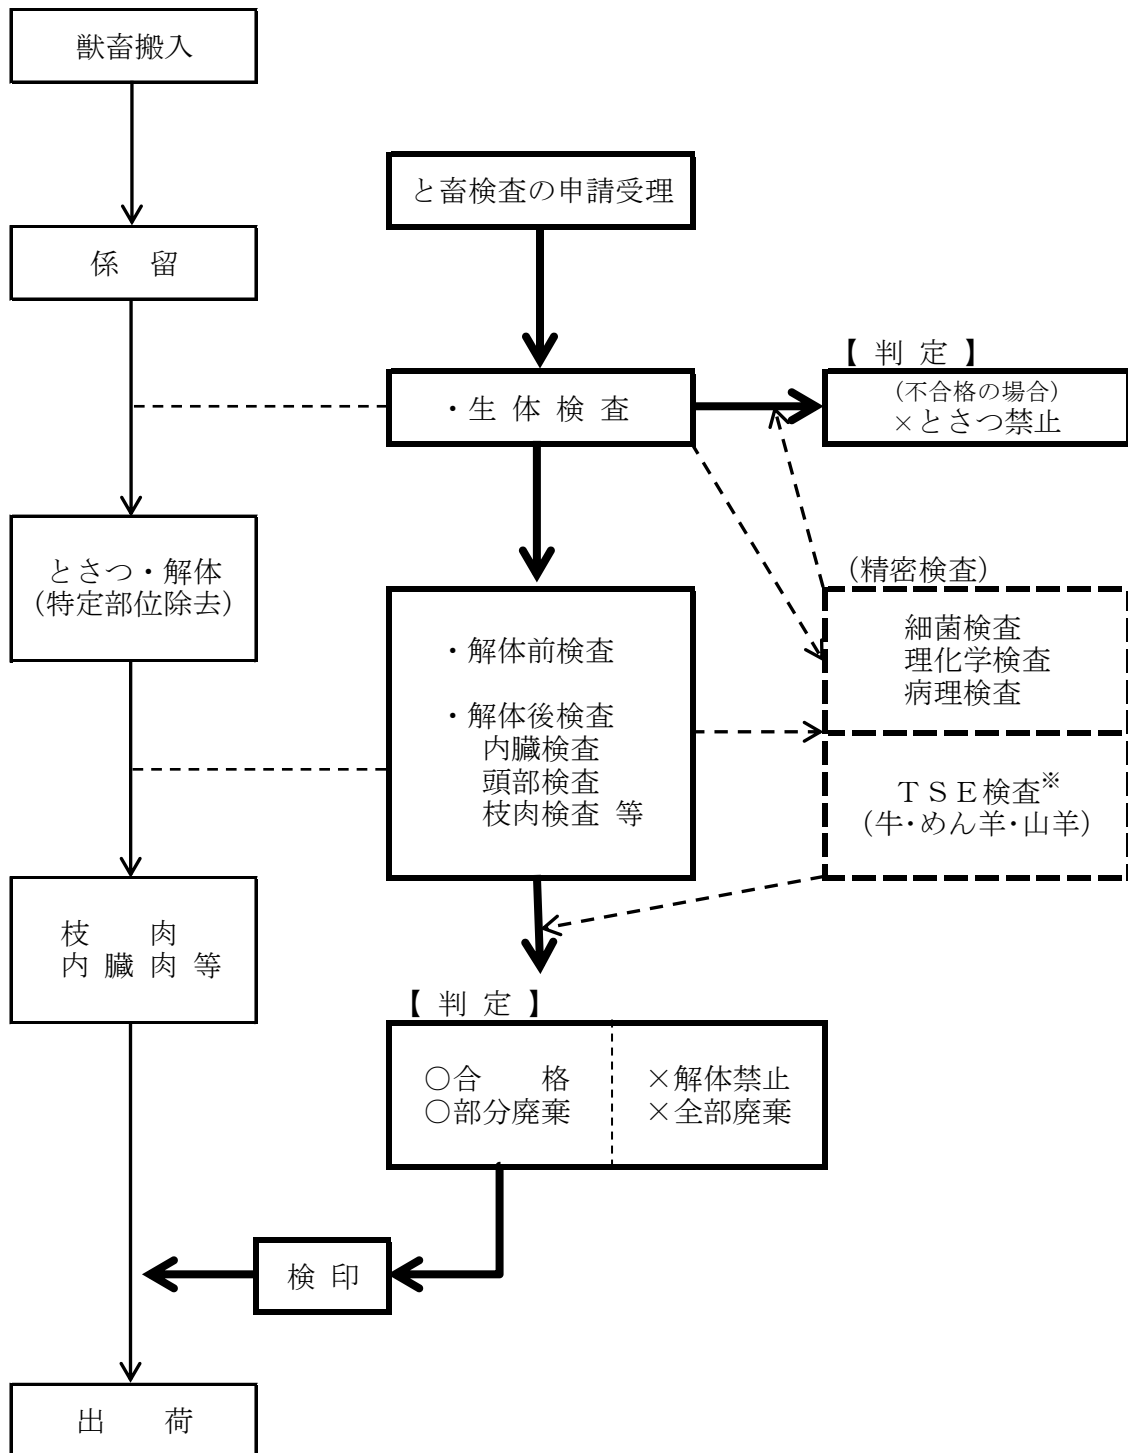 獣畜搬入
と畜検査の申請受理
係　留
【 判 定 】
・生 体 検 査
（不合格の場合）
×とさつ禁止
とさつ・解体
（特定部位除去）
（精密検査）
細菌検査
理化学検査
病理検査
・解体前検査
・解体後検査
内臓検査
頭部検査
枝肉検査 等
ＴＳＥ検査※
（牛・めん羊・山羊）
枝　　肉
内 臓 肉 等
【 判 定 】
○合　　格
○部分廃棄
×解体禁止
×全部廃棄
検 印
出　　荷